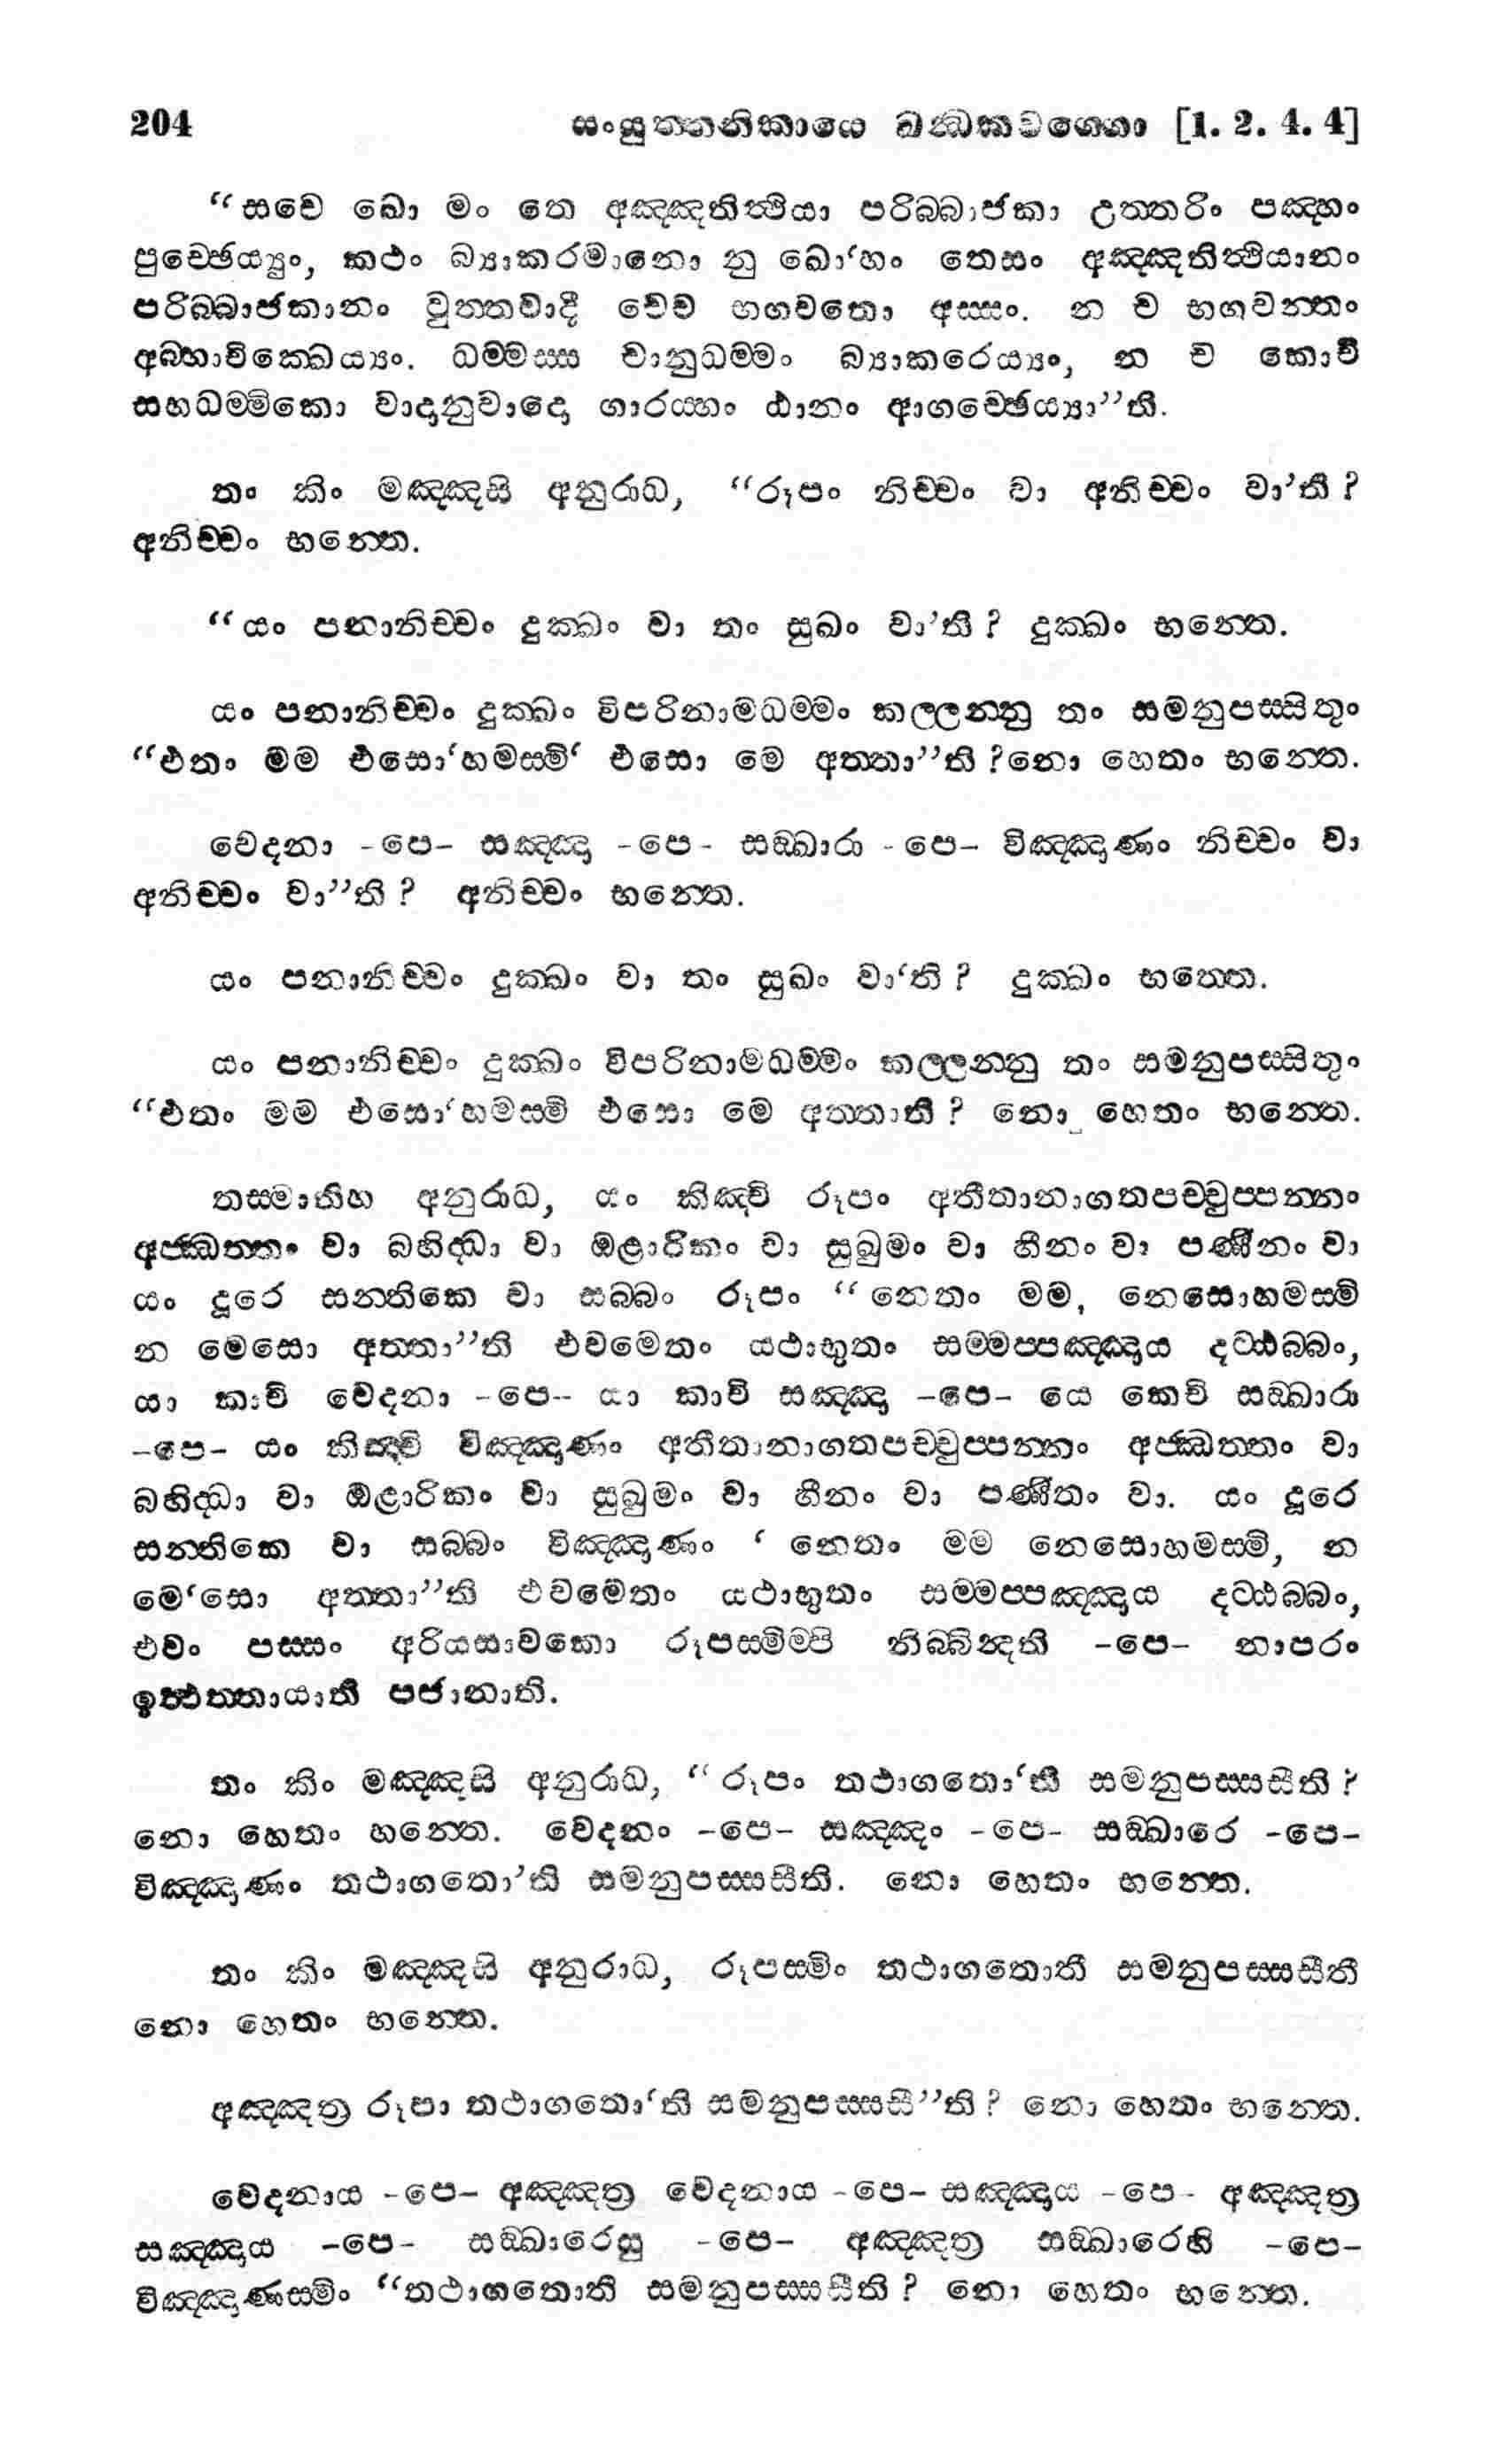 204 සංයුත්තනිකායෙ ඛන්ධකවග්ගො [1. 2. 4. 4]
“සචෙ ඛො මං තෙ අඤ්ඤතිත්ථියා පරිබ්බාජකා උත්තරිං පඤ්හං
පුච්ඡෙය්‍යුං, කථං බ්‍යාකරමානො නු ඛො‘හං තෙසං අඤ්ඤතිත්ථියානං
පරිබ්බාජකානං වුත්තවාදී චෙව භගවතො අස්සං. න ච භගවන්තං
අබ්භාචික්ඛෙය්‍යං. ධම්මස්ස චානුධම්මං බ්‍යාකරෙය්‍යං, න ච කොචි
සහධම්මිකො වාදානුවාදො ගාරය්හං ඨානං ආගච්ඡෙය්‍යා”ති.
තං කිං මඤ්ඤසි අනුරාධ, “රූපං නිච්චං වා අනිච්චං වා’ති?
අනිච්චං භන්තෙ.
“යං පනානිච්චං දුක්ඛං වා තං සුඛං වා’ති? දුක්ඛං භන්තෙ.
යං පනානිච්චං දුක්ඛං විපරිනාමධම්මං කල්ලන්නු තං සමනුපස්සිතුං
“එතං මම එසො‘හමස්මි‘ එසො මෙ අත්තා”ති?නො හෙතං භන්තෙ.
වෙදනා -පෙ- සඤ්ඤා -පෙ- සඞ්ඛාරා -පෙ- විඤ්ඤාණං නිච්චං වා
අනිච්චං වා”ති? අනිච්චං භන්තෙ.
යං පනානිච්චං දුක්ඛං වා තං සුඛං වා‘ති? දුක්ඛං භත්තෙ.
යං පනානිච්චං දුක්ඛං විපරිනාමධම්මං කල්ලන්නු තං සමනුපස්සිතුං
“එතං මම එසො‘හමස්මි එසො මෙ අත්තාති? නො හෙතං භන්තෙ.
තස්මාතිහ අනුරාධ, යං කිඤ්චි රූපං අතීතානාගතපච්චුප්පන්නං
අජ්ඣත්තං වා බහිද්ධා වා ඔළාරිකං වා සුඛුමං වා හීනං වා පණීනං වා
යං දූරෙ සන්තිකෙ වා සබ්බං රූපං “නෙතං මම, නෙසොහමස්මි
න මෙසො අත්තා”ති එවමෙතං යථාභූතං සම්මප්පඤ්ඤාය දට්ඨබ්බං,
යා කාචි වෙදනා -පෙ- යා කාචි සඤ්ඤා -පෙ- යෙ කෙචි සඞ්ඛාරා
-පෙ- යං කිඤ්චි විඤ්ඤාණං අතීතානාගතපච්චුප්පන්නං අජ්ඣත්තං වා
බහිද්ධා වා ඔළාරිකං වා සුඛුමං වා හීනං වා පණීතං වා. යං දූරෙ
සන්තිකෙ වා සබ්බං විඤ්ඤාණං ‘ නෙතං මම නෙසොහමස්මි, න
මෙ‘සො අත්තා”ති එවමෙතං යථාභූතං සම්මප්පඤ්ඤාය දට්ඨබ්බං,
එවං පස්සං අරියසාවකො රූපස්මිම්පි නිබ්බින්දති -පෙ- නාපරං
ඉත්ථත්තායාති පජානාති.
තං කිං මඤ්ඤසි අනුරාධ, “රූපං තථාගතො‘ති සමනුපස්සසීති?
නො හෙතං භන්තෙ. වෙදනං -පෙ- සඤ්ඤං -පෙ- සඞ්ඛාරෙ -පෙ-
විඤ්ඤාණං තථාගතො’ති සමනුපස්සසීති. නො හෙතං භන්තෙ.
තං කිං මඤ්ඤසි අනුරාධ, රූපස්මිං තථාගතොති සමනුපස්සසීති
නො හෙතං භන්තෙ.
අඤ්ඤත්‍ර රූපා තථාගතො‘ති සමනුපස්සසී”ති? නො හෙතං භන්තෙ.
වෙදනාය -පෙ- අඤ්ඤත්‍ර වෙදනාය -පෙ- සඤ්ඤාය -පෙ- අඤ්ඤත්‍ර
සඤ්ඤාය -පෙ- සඞ්ඛාරෙසු -පෙ- අඤ්ඤත්‍ර සඞ්ඛාරෙහි -පෙ-
විඤ්ඤාණස්මිං “තථාගතොති සමනුපස්සසීති? නො හෙතං භන්තෙ.